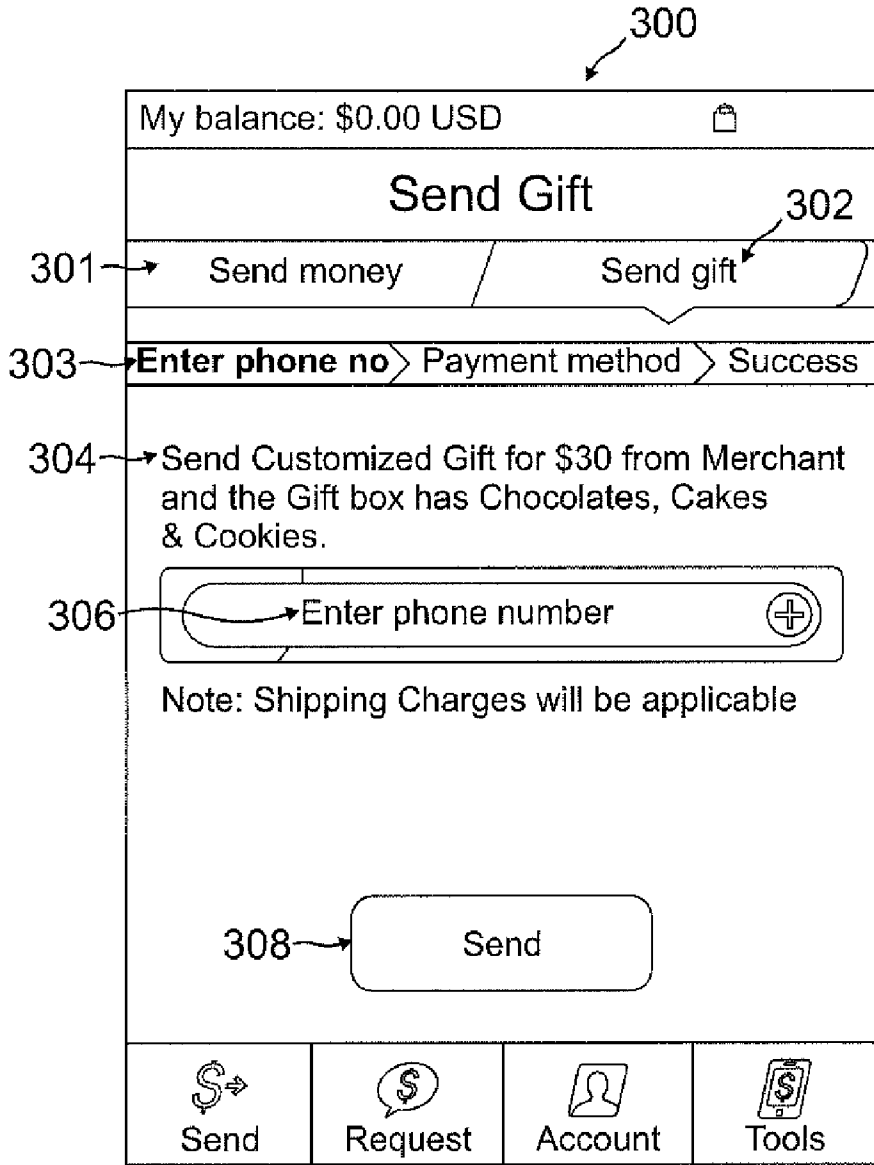 300
My balance: $0.00 USD
Send Gift
302
301 Send money Send gift
303 Enter phone no Payment method Success
304 Send Customized Gift for $30 from Merchant
and the Gift box has Chocolates, Cakes
& Cookies.
306 Enter phone number
Note: Shipping Charges will be applicable
308 Send
$ $ $
Send Request Account Tools